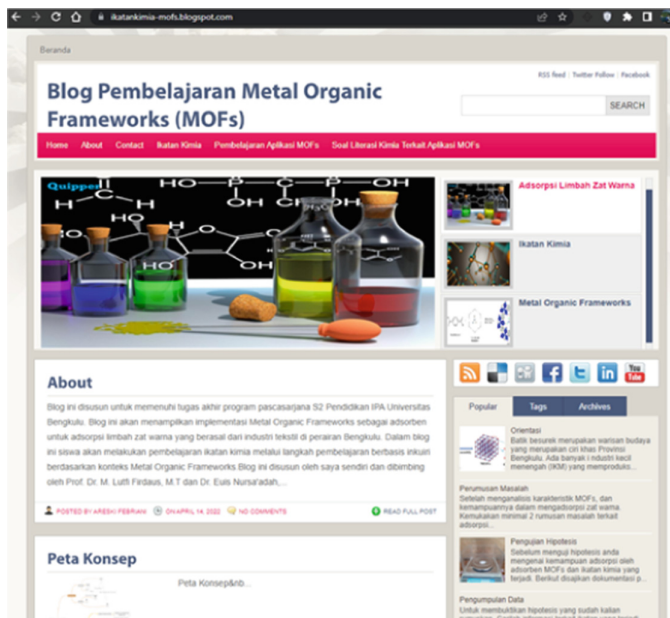 ikatankimia-mofs.blogspot.com
Beranda
RSS feed | Twitter Follow | Facebook
Blog Pembelajaran Metal Organic
Frameworks (MOFs)
SEARCH
Home About Contact Ikatan Kimia Pembelajaran Aplikasi MOFs Soal Literasi Kimia Terkait Aplikasi MOFs
Quipper
Adsorpsi Limbah Zat Warna
Ikatan Kimia
Metal Organic Frameworks
About
Blog ini disusun untuk memenuhi tugas akhir program pascasarjana S2 Pendidikan IPA Universitas
Bengkulu. Blog ini akan menampilkan implementasi Metal Organic Frameworks sebagai adsorben
untuk adsorpsi limbah zat warna yang berasal dari industri tekstil di perairan Bengkulu. Dalam blog
ini siswa akan melakukan pembelajaran ikatan kimia melalui langkah pembelajaran berbasis inkuiri
berdasarkan konteks Metal Organic Frameworks.Blog ini disusun oleh saya sendiri dan dibimbing
oleh Prof. Dr. M. Lutfi Firdaus, M.T dan Dr. Euis Nursa'adah,...
POSTED BY ARESKI FEBRIANI ON APRIL 14, 2022 NO COMMENTS READ FULL POST
Peta Konsep
Peta Konsep&nb...
You Tube
Popular Tags Archives
Orientasi
Batik besurek merupakan warisan budaya
yang merupakan ciri khas Provinsi
Bengkulu. Ada banyak i ndustri kecil
menengah (IKM) yang memproduks...
Perumusan Masalah
Setelah menganalisis karakteristik MOFs, dan
kemampuannya dalam mengadsorpsi zat warna.
Kemukakan minimal 2 rumusan masalah terkait
adsorpsi...
Pengujian Hipotesis
Sebelum menguji hipotesis anda
mengenai kemampuan adsorpsi oleh
adsorben MOFs dan ikatan kimia yang
terjadi. Berikut disajikan dokumentasi p...
Pengumpulan Data
Untuk membuktikan hipotesis yang sudah kalian